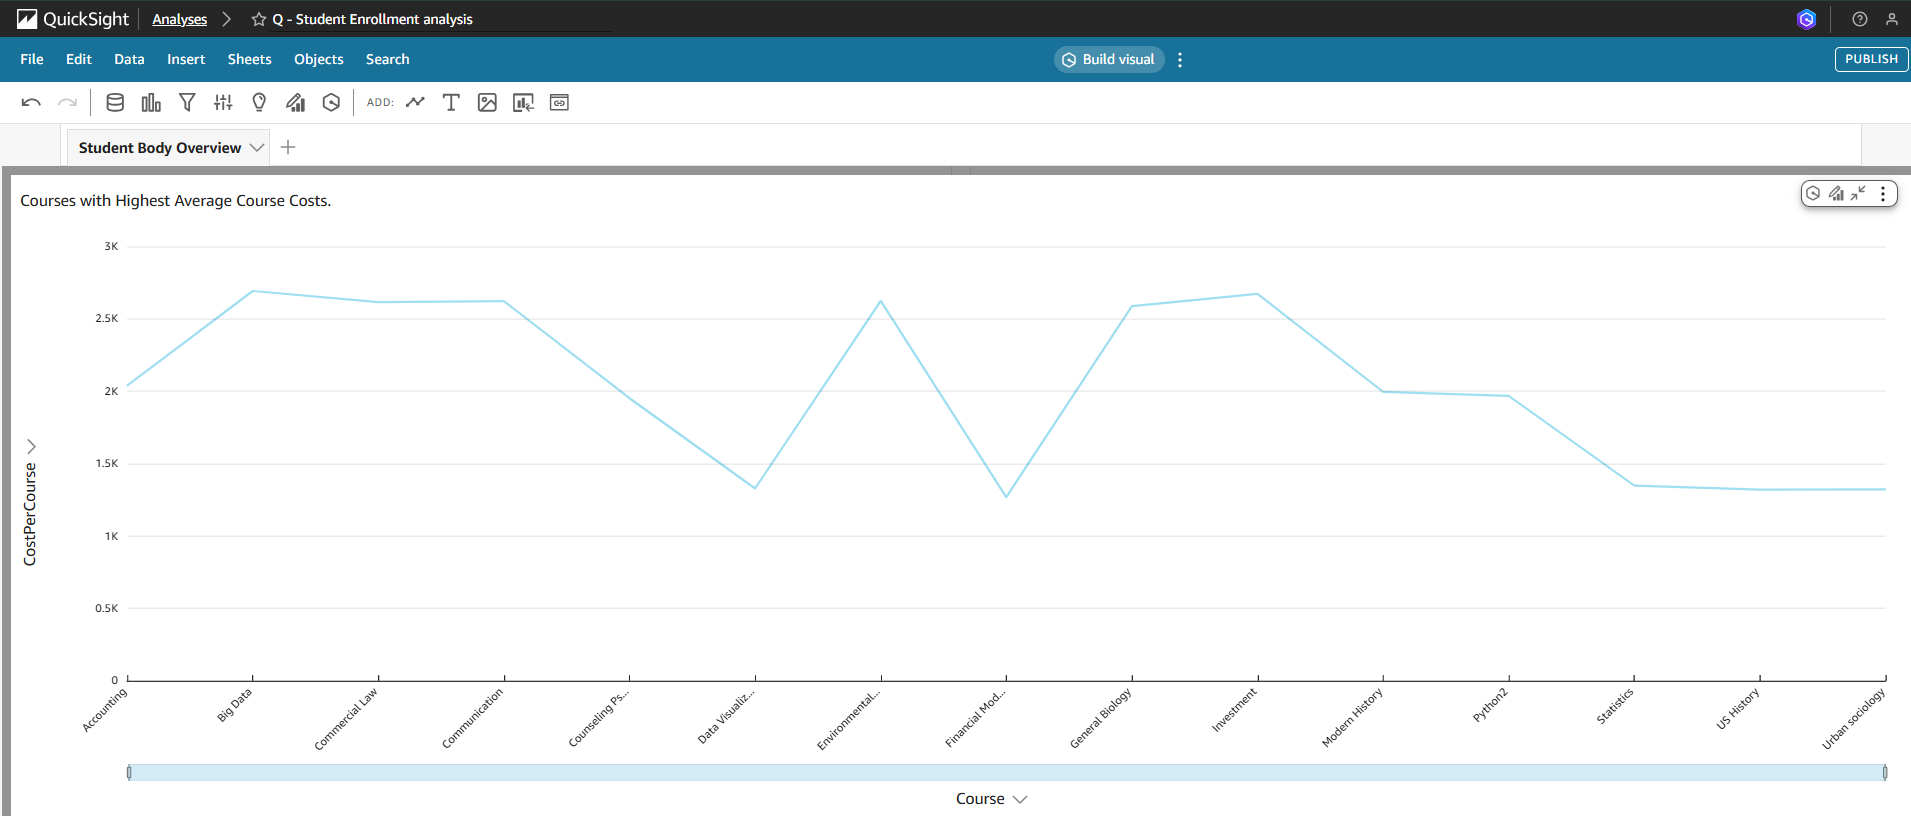 QuickSight Analyses Q - Student Enrollment analysis
File Edit Data Insert Sheets Objects Search Build visual PUBLISH
ADD:
Student Body Overview
Courses with Highest Average Course Costs.
3K
2.5K
2K
1.5K
1K
0.5K
0
CostPerCourse
Accounting
Big Data
Commercial Law
Communication
Counseling Ps...
Data Visualiz...
Environmental...
Financial Mod...
General Biology
Investment
Modern History
Python2
Statistics
US History
Urban sociology
Course